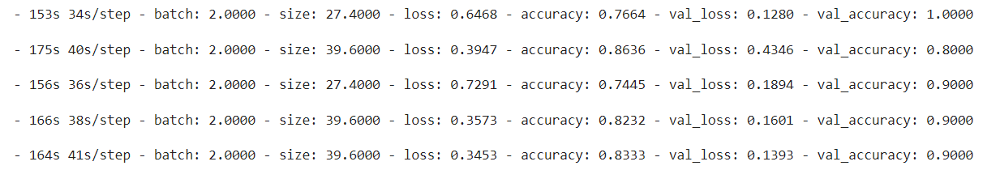 - 153s 34s/step - batch: 2.0000 - size: 27.4000 - loss: 0.6468 - accuracy: 0.7664 - val_loss: 0.1280 - val_accuracy: 1.0000
- 175s 40s/step - batch: 2.0000 - size: 39.6000 - loss: 0.3947 - accuracy: 0.8636 - val_loss: 0.4346 - val_accuracy: 0.8000
- 156s 36s/step - batch: 2.0000 - size: 27.4000 - loss: 0.7291 - accuracy: 0.7445 - val_loss: 0.1894 - val_accuracy: 0.9000
- 166s 38s/step - batch: 2.0000 - size: 39.6000 - loss: 0.3573 - accuracy: 0.8232 - val_loss: 0.1601 - val_accuracy: 0.9000
- 164s 41s/step - batch: 2.0000 - size: 39.6000 - loss: 0.3453 - accuracy: 0.8333 - val_loss: 0.1393 - val_accuracy: 0.9000